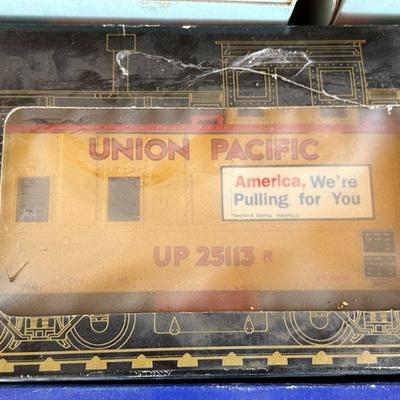 UNION PACIFIC
America, We're
Pulling for You
UP 25113